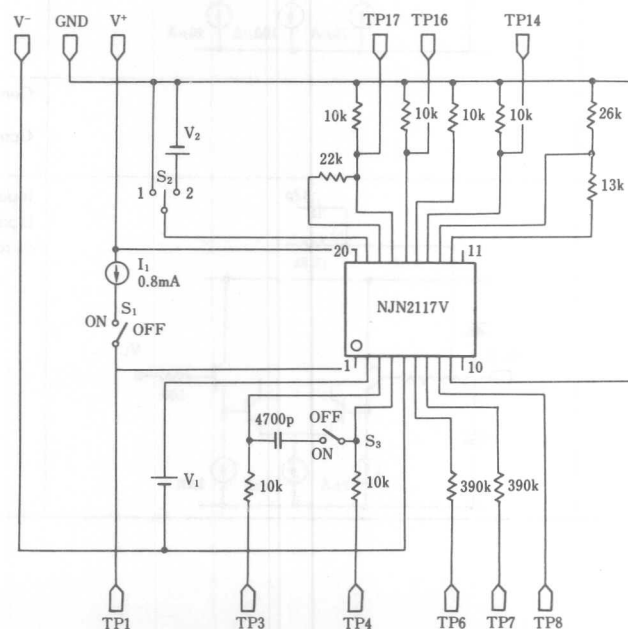 V⁻ GND V⁺ TP17 TP16 TP14
10k 10k 10k 10k 26k
V₂
22k
13k
S₂
1 2
20 11
I₁
0.8mA
NJN2117V
S₁
ON OFF
1 10
4700p OFF
ON S₃
V₁ 10k 10k 390k 390k
TP1 TP3 TP4 TP6 TP7 TP8